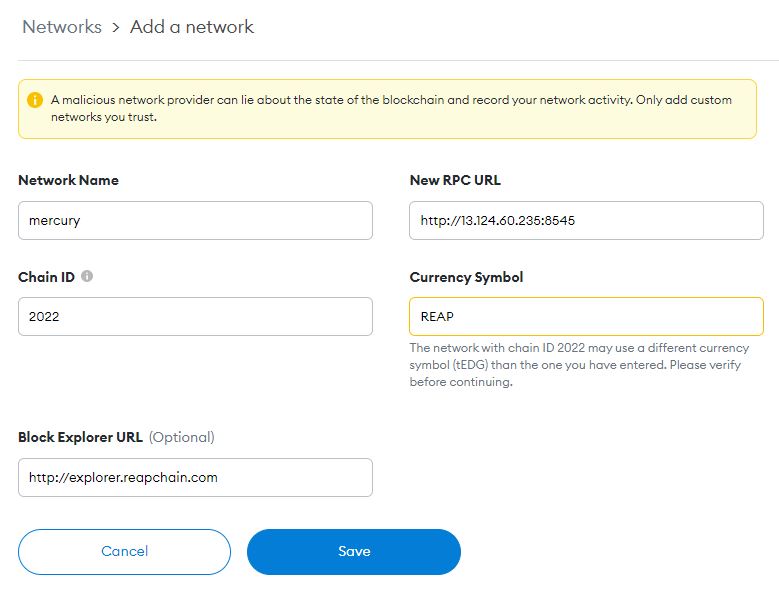 Networks > Add a network
A malicious network provider can lie about the state of the blockchain and record your network activity. Only add custom
networks you trust.
Network Name
mercury
New RPC URL
http://13.124.60.235:8545
Chain ID
2022
Currency Symbol
REAP
The network with chain ID 2022 may use a different currency
symbol (tEDG) than the one you have entered. Please verify
before continuing.
Block Explorer URL (Optional)
http://explorer.reapchain.com
Cancel
Save